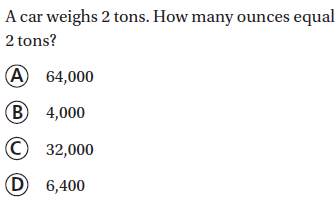 A car weighs 2 tons. How many ounces equal
2 tons?
A 64,000
B 4,000
C 32,000
D 6,400